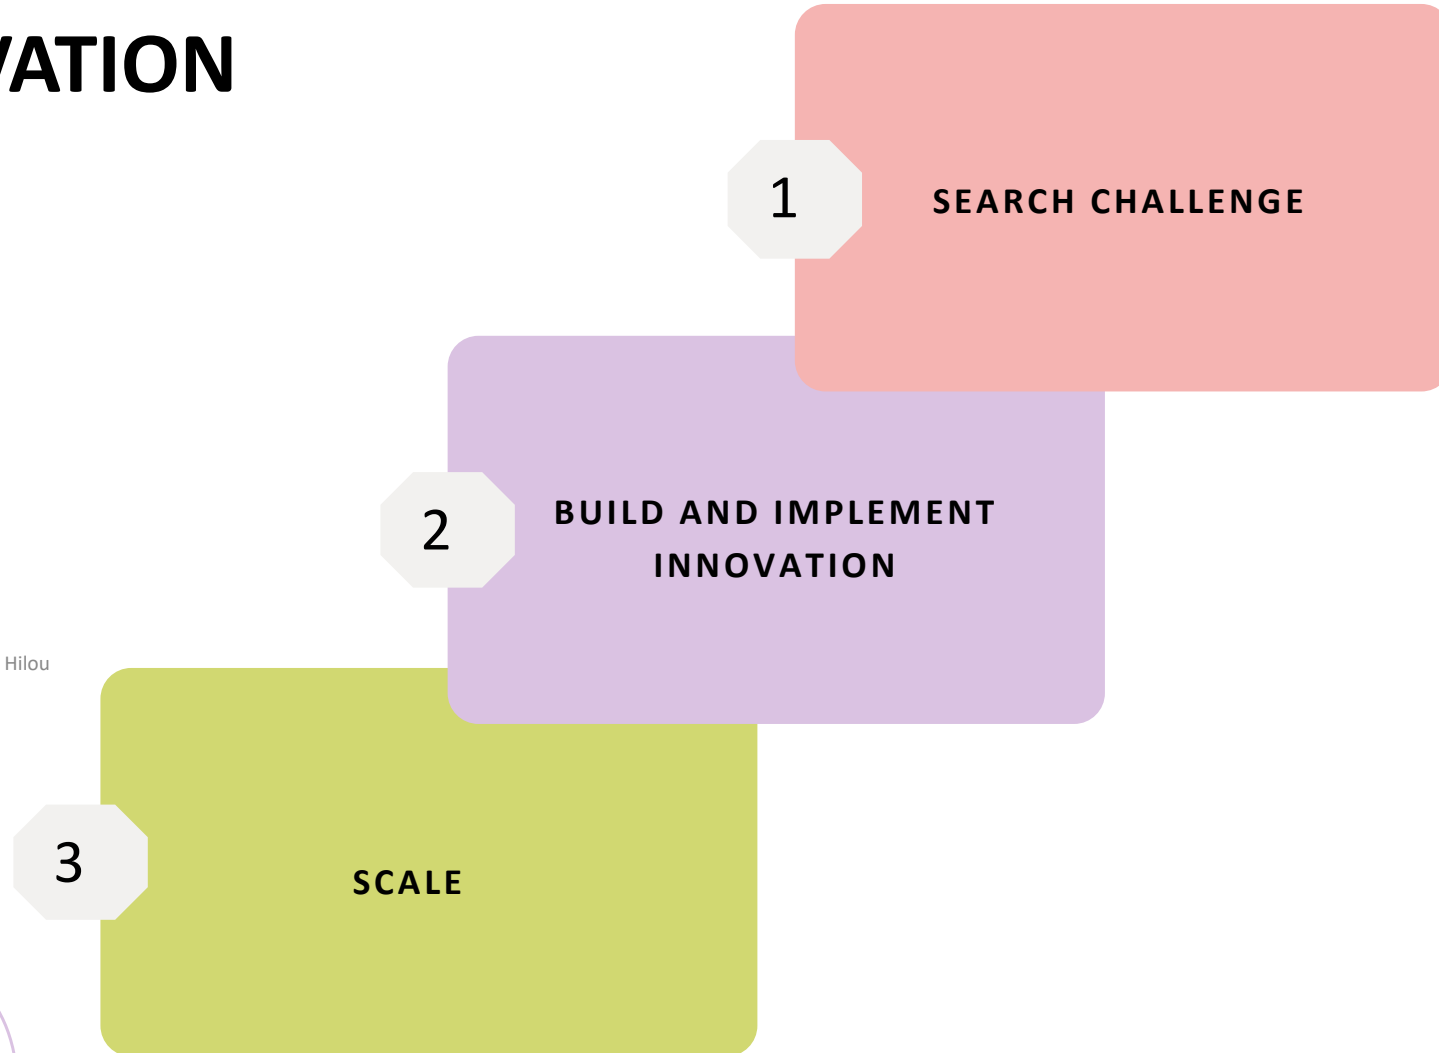 VATION
1
SEARCH CHALLENGE
2
BUILD AND IMPLEMENT
INNOVATION
Hilou
3
SCALE